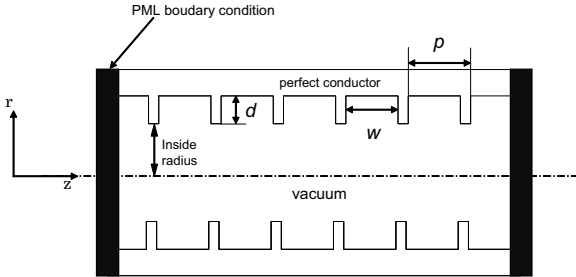 PML boudary condition
p
perfect conductor
r
d
w
Inside
radius
z
vacuum